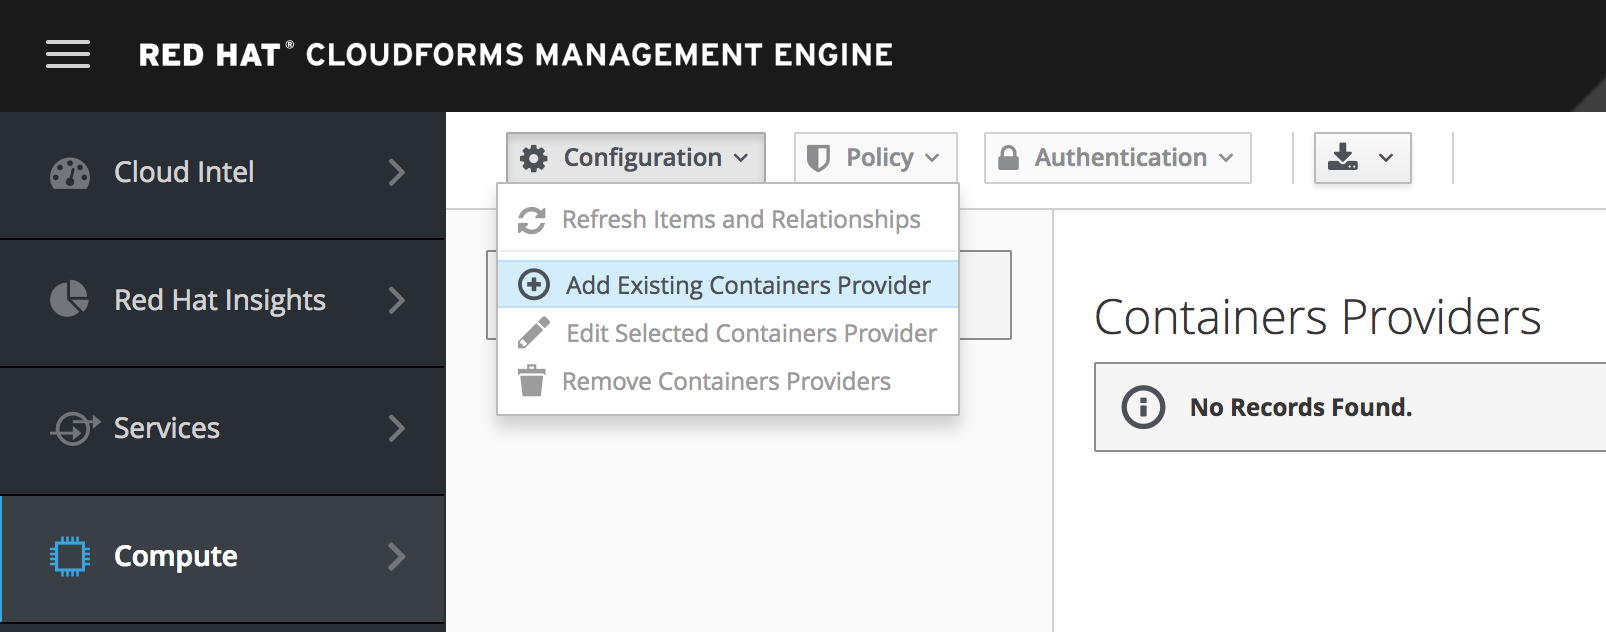 RED HAT® CLOUDFORMS MANAGEMENT ENGINE
Cloud Intel
Red Hat Insights
Services
Compute
Configuration
Policy
Authentication
Refresh Items and Relationships
Add Existing Containers Provider
Edit Selected Containers Provider
Remove Containers Providers
Containers Providers
No Records Found.